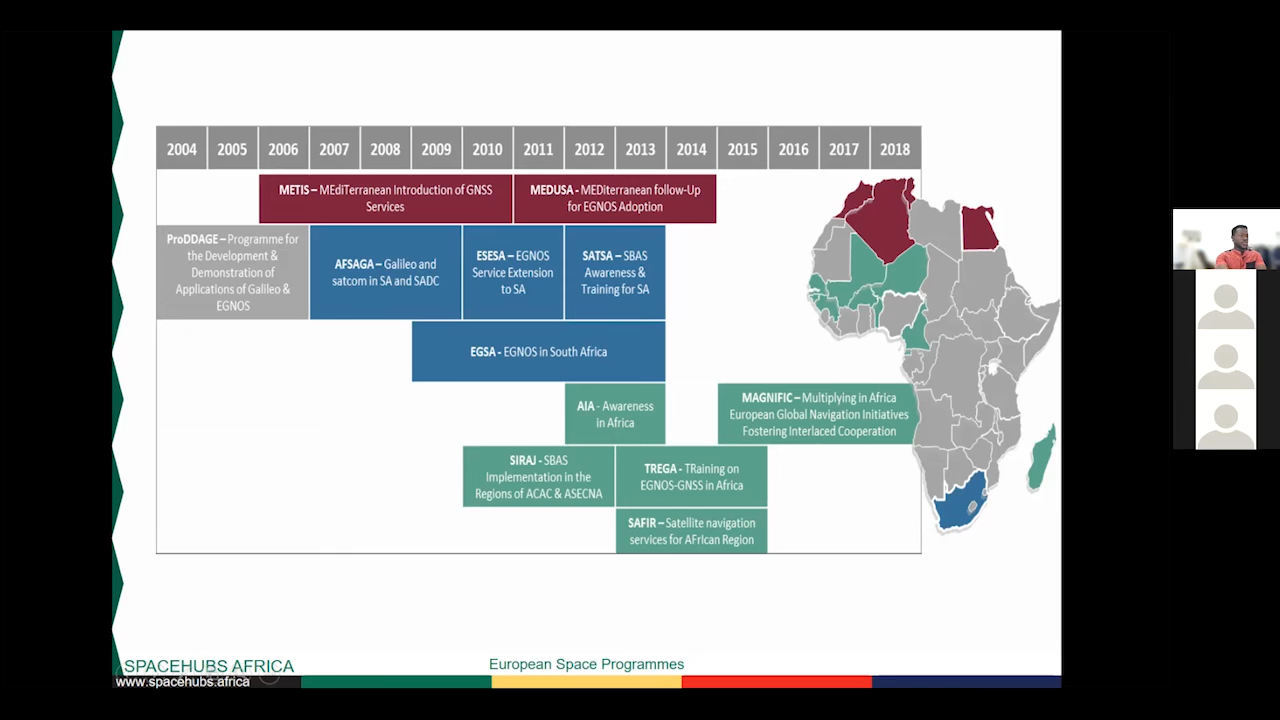 2004 2005 2006 2007 2008 2009 2010 2011 2012 2013 2014 2015 2016 2017 2018
METIS – MEdiTerranean Introduction of GNSS
Services
MEDUSA - MEDiterranean follow-Up
for EGNOS Adoption
ProDDAGE – Programme for
the Development &
Demonstration of
Applications of Galileo &
EGNOS
AFSAGA – Galileo and
satcom in SA and SADC
ESESA – EGNOS
Service Extension
to SA
SATSA – SBAS
Awareness &
Training for SA
EGSA - EGNOS in South Africa
AIA - Awareness
in Africa
MAGNIFIC – Multiplying in Africa
European Global Navigation Initiatives
Fostering Interlaced Cooperation
SIRAJ - SBAS
Implementation in the
Regions of ACAC & ASECNA
TREGA - TRaining on
EGNOS-GNSS in Africa
SAFIR – Satellite navigation
services for AFrIcan Region
SPACEHUBS AFRICA
European Space Programmes
www.spacehubs.africa